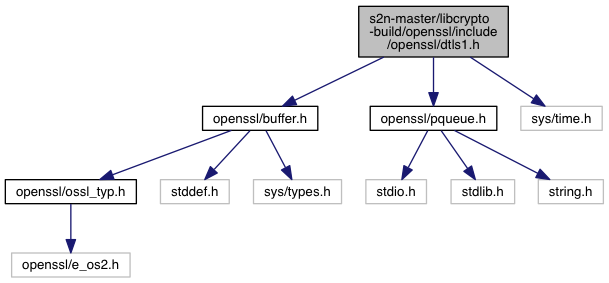 s2n-master/libcrypto
-build/openssl/include
/openssl/dtls1.h
openssl/buffer.h
openssl/pqueue.h
sys/time.h
openssl/ossl_typ.h
stddef.h
sys/types.h
stdio.h
stdlib.h
string.h
openssl/e_os2.h